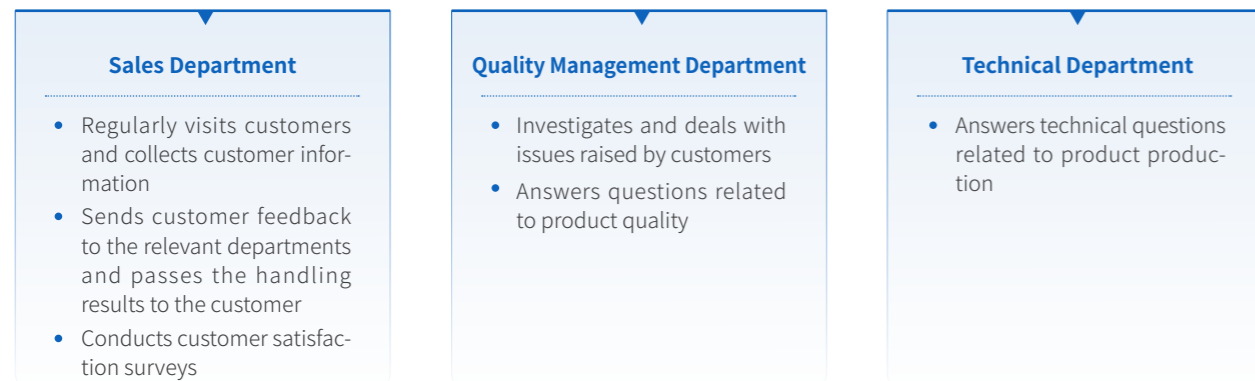 Sales Department
• Regularly visits customers
and collects customer infor-
mation
• Sends customer feedback
to the relevant departments
and passes the handling
results to the customer
• Conducts customer satisfac-
tion surveys
Quality Management Department
• Investigates and deals with
issues raised by customers
• Answers questions related
to product quality
Technical Department
• Answers technical questions
related to product produc-
tion